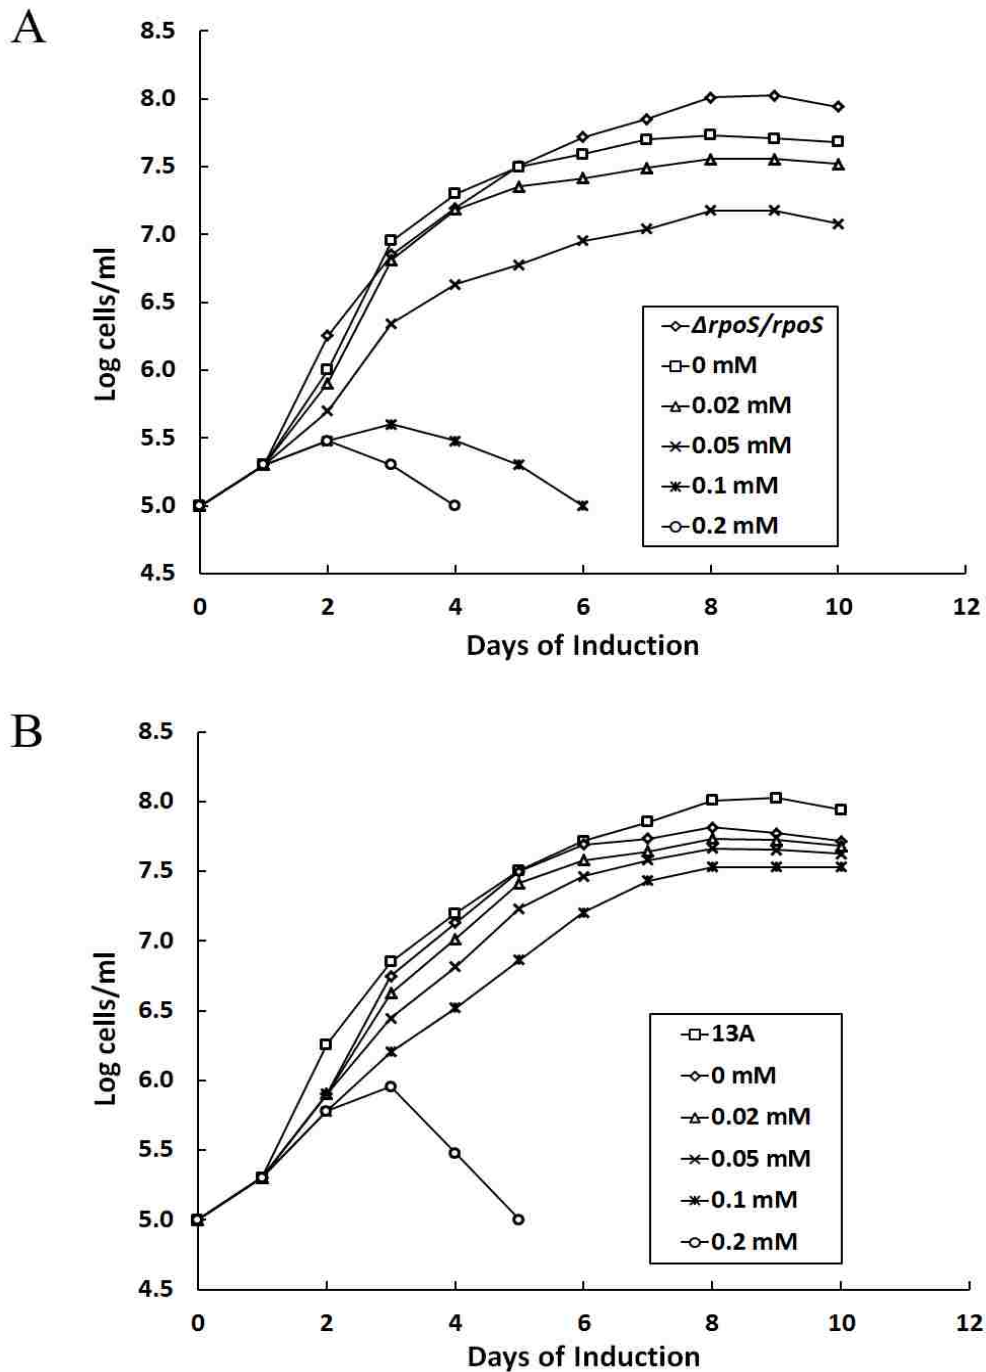 A
8.5
8.0
7.5
7.0
6.5
6.0
5.5
5.0
4.5
Log cells/ml
ΔrpoS/rpoS
0 mM
0.02 mM
0.05 mM
0.1 mM
0.2 mM
0 2 4 6 8 10 12
Days of Induction
B
8.5
8.0
7.5
7.0
6.5
6.0
5.5
5.0
4.5
Log cells/ml
13A
0 mM
0.02 mM
0.05 mM
0.1 mM
0.2 mM
0 2 4 6 8 10 12
Days of Induction